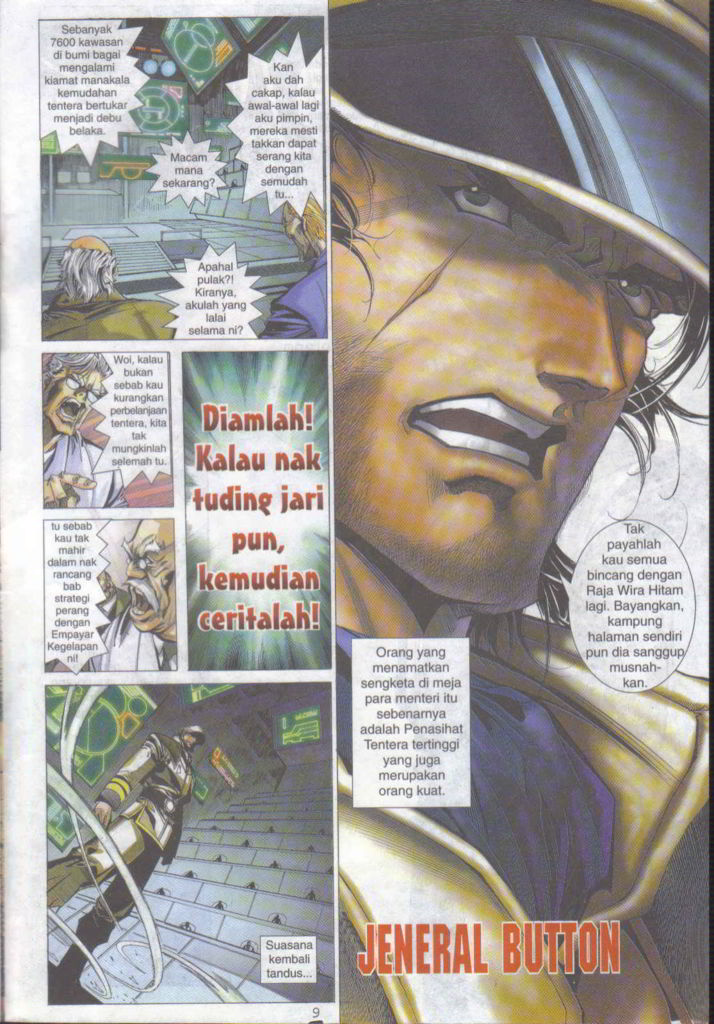 Sebanyak
7600 kawasan
di bumi bagai
mengalami
kiamat manakala
kemudahan
tentera bertukar
menjadi debu
belaka.
Kan
aku dah
cakap, kalau
awal-awal lagi
aku pimpin,
mereka mesti
takkan dapat
serang kita
dengan
semudah
tu...
Macam
mana
sekarang?
Apahal
pulak?!
Kiranya,
akulah yang
lalai
selama ni?
Woi, kalau
bukan
sebab kau
kurangkan
perbelanjaan
tentera, kita
tak
mungkinlah
selemah tu.
tu sebab
kau tak
mahir
dalam nak
rancang
bab
strategi
perang
dengan
Empayar
Kegelapan
ni!
Diamlah!
Kalau nak
tuding jari
pun,
kemudian
ceritalah!
Suasana
kembali
tandus...
9
Tak
payahlah
kau semua
bincang dengan
Raja Wira Hitam
lagi. Bayangkan,
kampung
halaman sendiri
pun dia sanggup
musnah-
kan.
Orang yang
menamatkan
sengketa di meja
para menteri itu
sebenarnya
adalah Penasihat
Tentera tertinggi
yang juga
merupakan
orang kuat.
JENERAL BUTTON